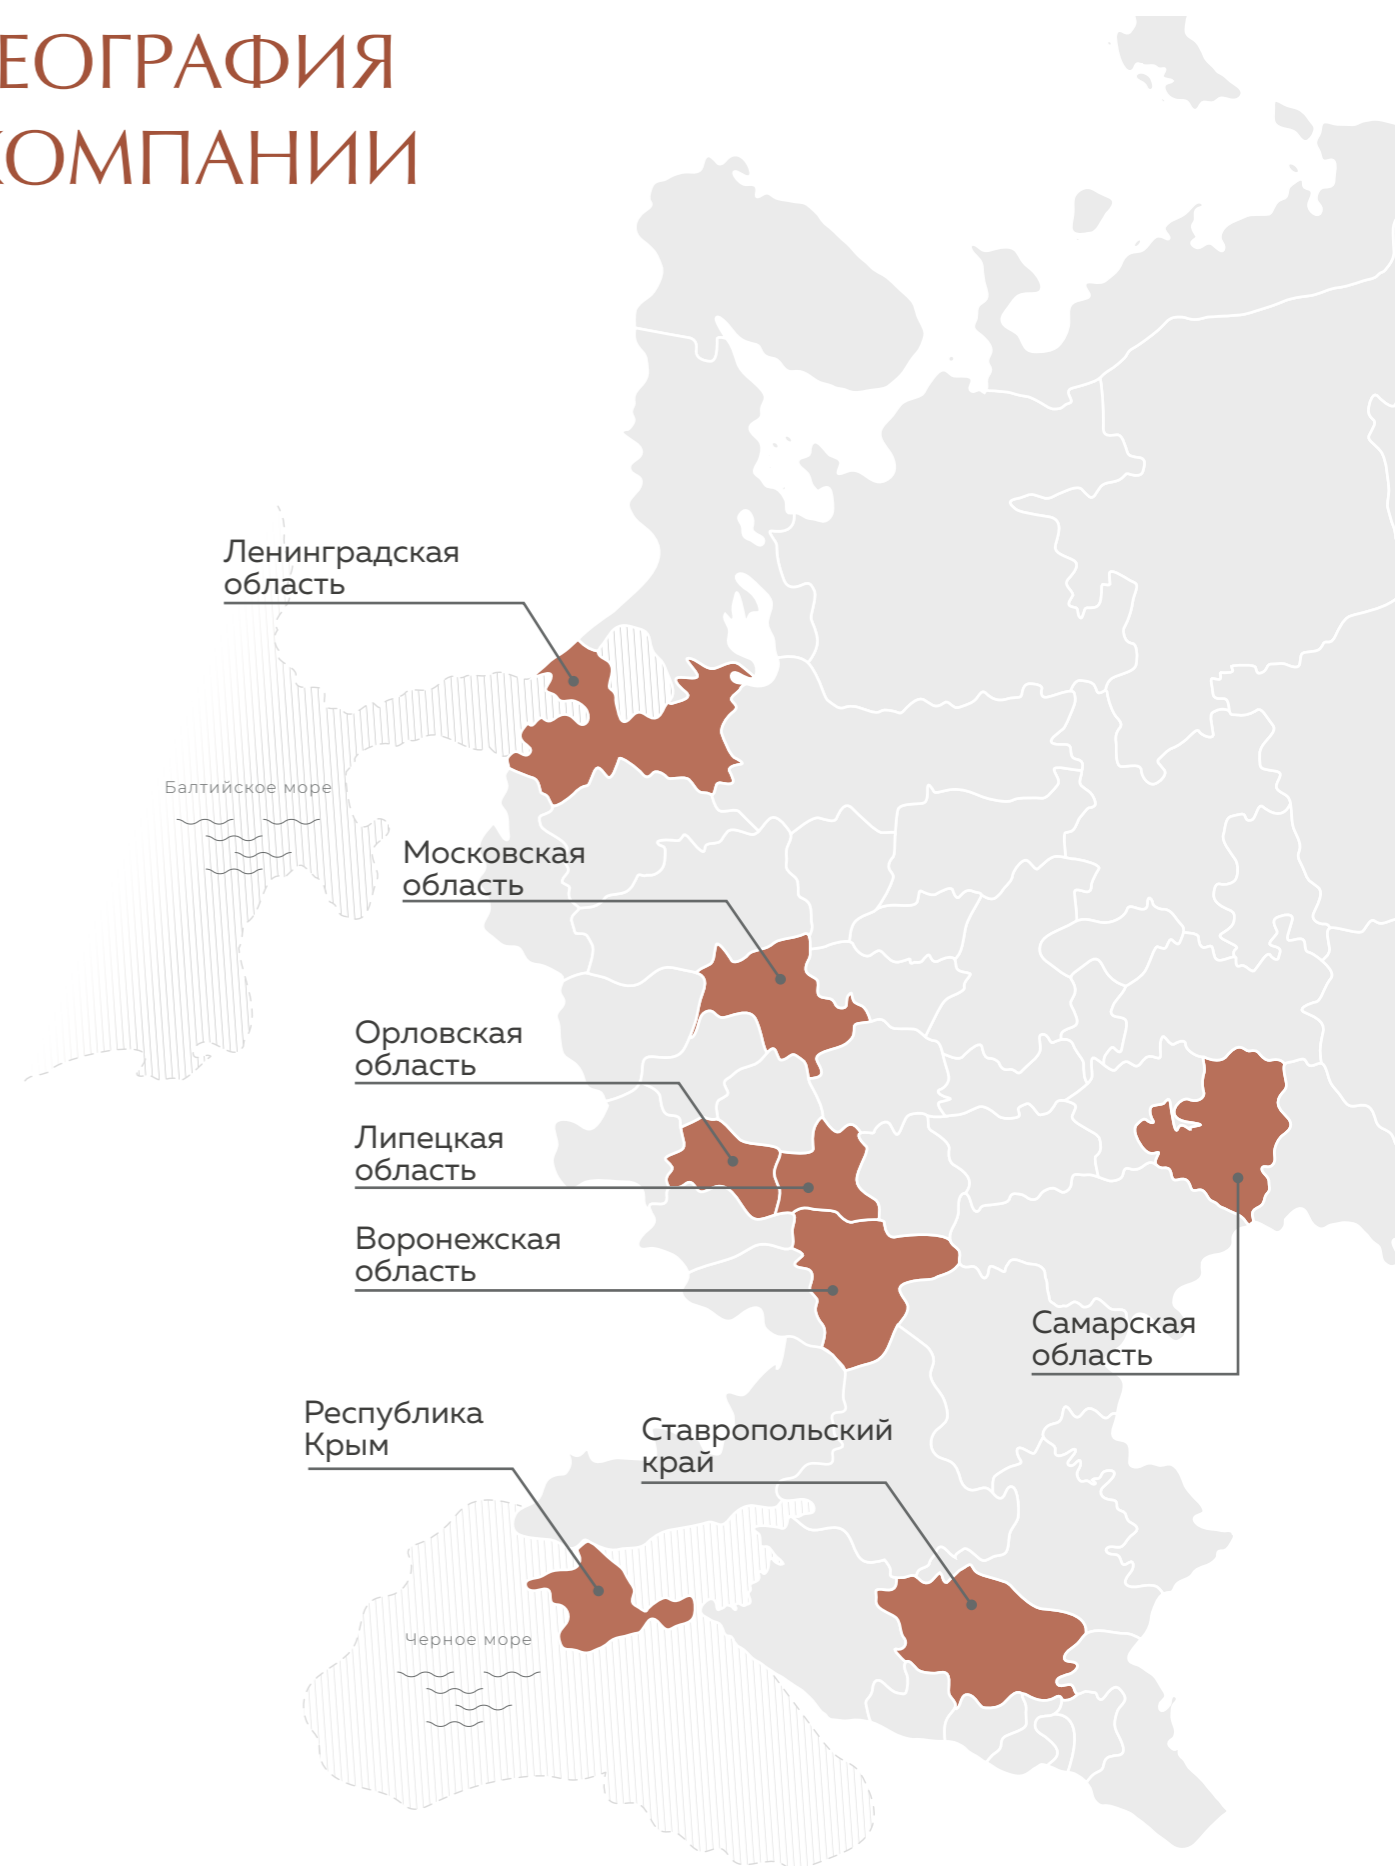 ЕОГРАФИЯ
КОМПАНИИ
Ленинградская
область
Балтийское море
Московская
область
Орловская
область
Липецкая
область
Воронежская
область
Самарская
область
Республика
Крым
Ставропольский
край
Черное море